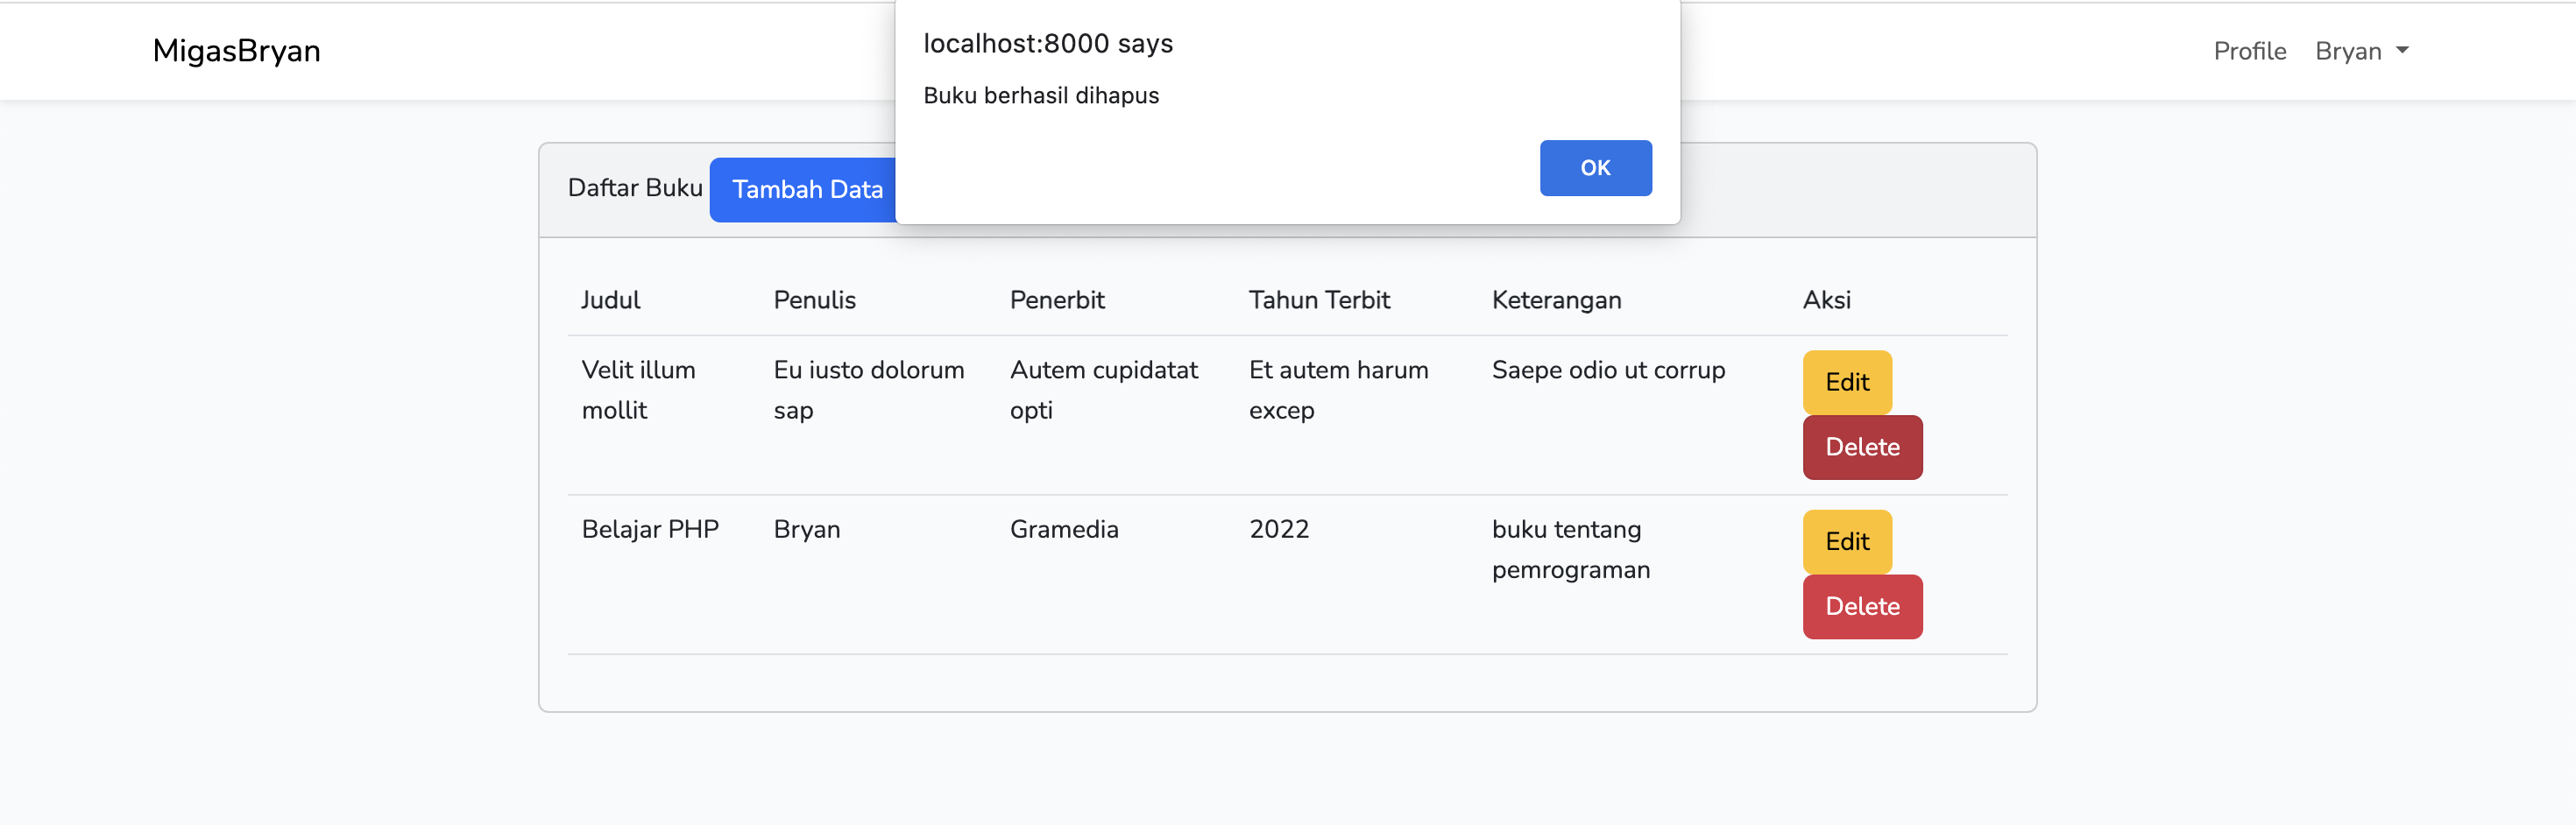 MigasBryan
Profile
Bryan
localhost:8000 says
Buku berhasil dihapus
OK
Daftar Buku
Tambah Data
Judul
Penulis
Penerbit
Tahun Terbit
Keterangan
Aksi
Velit illum
mollit
Eu iusto dolorum
sap
Autem cupidatat
opti
Et autem harum
excep
Saepe odio ut corrup
Edit
Delete
Belajar PHP
Bryan
Gramedia
2022
buku tentang
pemrograman
Edit
Delete